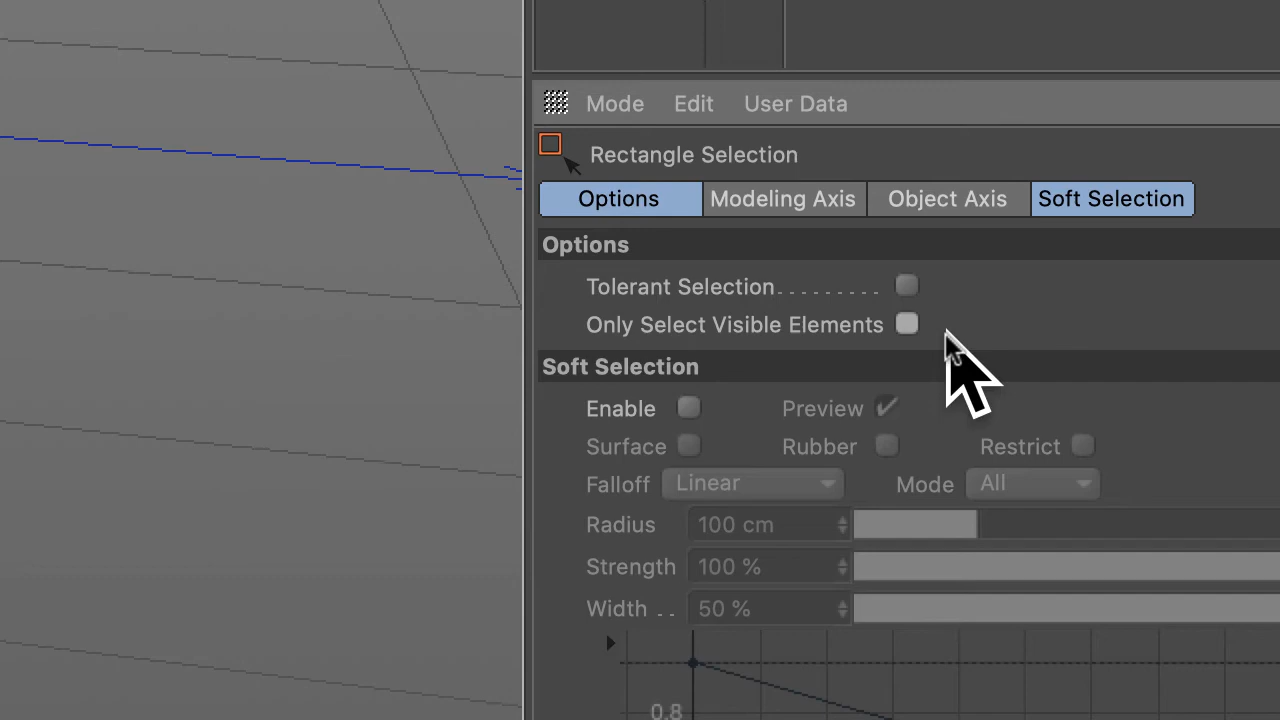 Mode Edit User Data
Rectangle Selection
Options Modeling Axis Object Axis Soft Selection
Options
Tolerant Selection. . . . . . . . .
Only Select Visible Elements
Soft Selection
Enable Preview
Surface Rubber Restrict
Falloff Linear Mode All
Radius 100 cm
Strength 100 %
Width . . 50 %
0.8